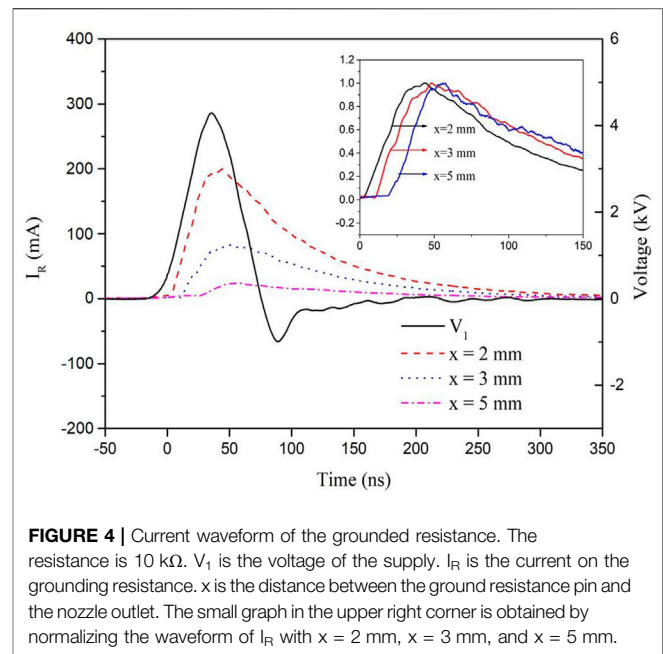 400
300
200
100
0
-100
-200
I_R (mA)
6
4
2
0
-2
Voltage (kV)
1.2
1.0
0.8
0.6
0.4
0.2
0.0
-0.2
0 50 100 150
x=2 mm
x=3 mm
x=5 mm
V_1
x = 2 mm
x = 3 mm
x = 5 mm
-50 0 50 100 150 200 250 300 350
Time (ns)
FIGURE 4 | Current waveform of the grounded resistance. The
resistance is 10 kΩ. V_1 is the voltage of the supply. I_R is the current on the
grounding resistance. x is the distance between the ground resistance pin and
the nozzle outlet. The small graph in the upper right corner is obtained by
normalizing the waveform of I_R with x = 2 mm, x = 3 mm, and x = 5 mm.